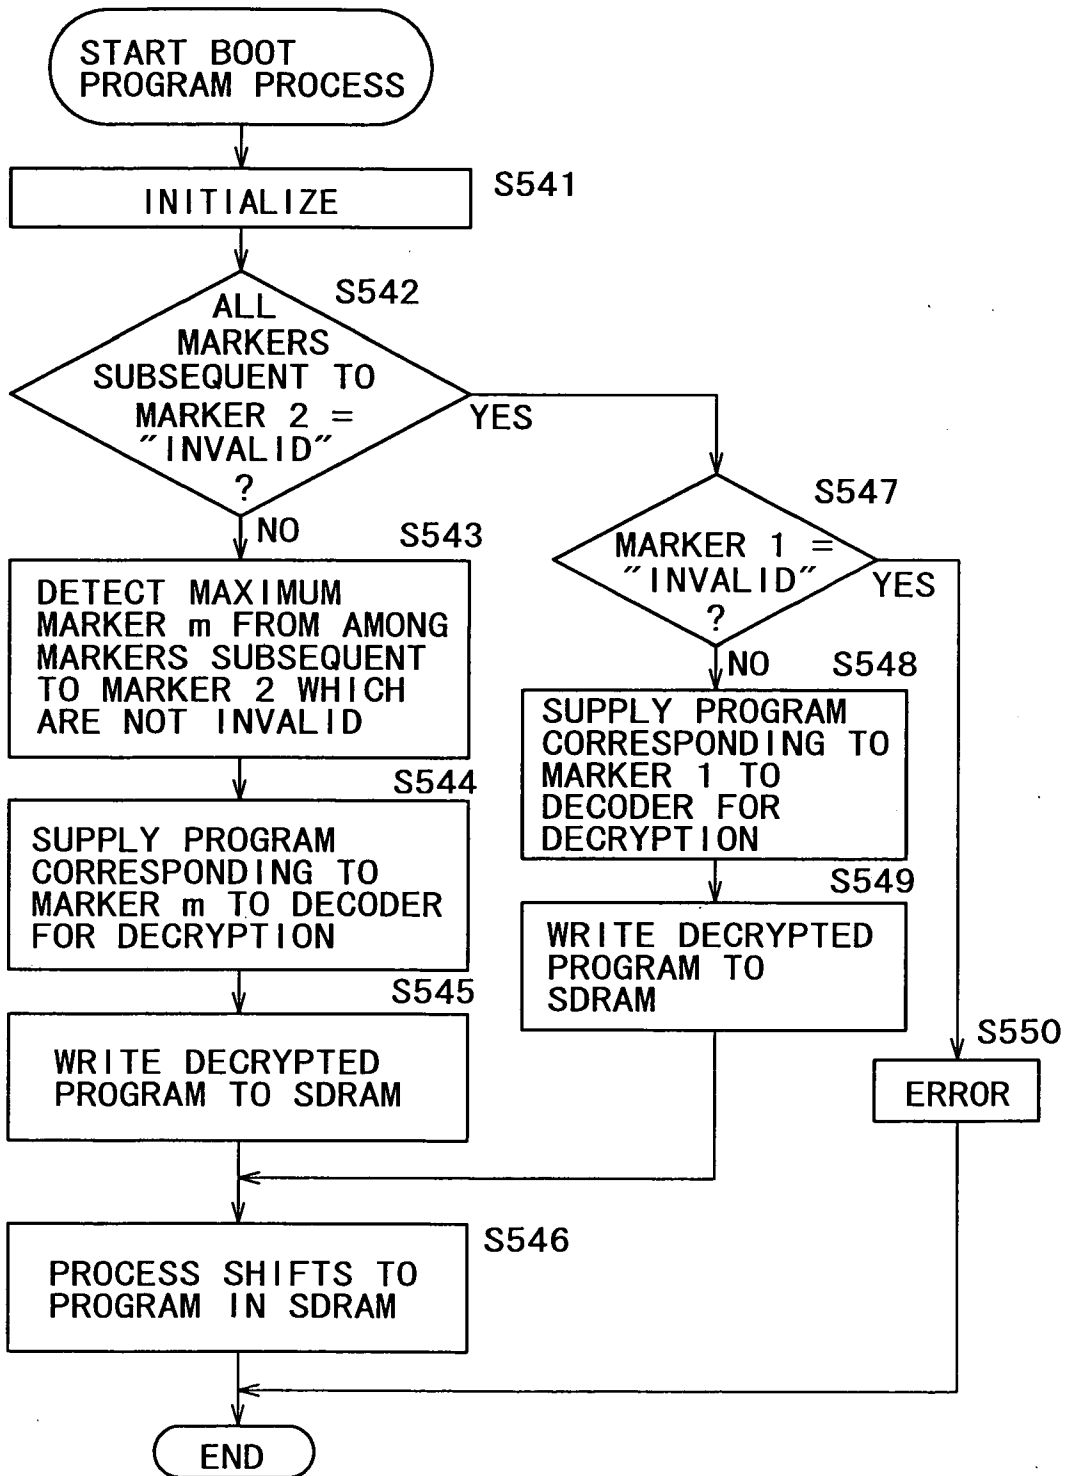 START BOOT
PROGRAM PROCESS
S541
INITIALIZE
S542
ALL
MARKERS
SUBSEQUENT TO
MARKER 2 =
"INVALID"
?
YES
NO
S543
DETECT MAXIMUM
MARKER m FROM AMONG
MARKERS SUBSEQUENT
TO MARKER 2 WHICH
ARE NOT INVALID
S544
SUPPLY PROGRAM
CORRESPONDING TO
MARKER m TO DECODER
FOR DECRYPTION
S545
WRITE DECRYPTED
PROGRAM TO SDRAM
S547
MARKER 1 =
"INVALID"
?
YES
NO
S548
SUPPLY PROGRAM
CORRESPONDING TO
MARKER 1 TO
DECODER FOR
DECRYPTION
S549
WRITE DECRYPTED
PROGRAM TO
SDRAM
S550
ERROR
S546
PROCESS SHIFTS TO
PROGRAM IN SDRAM
END